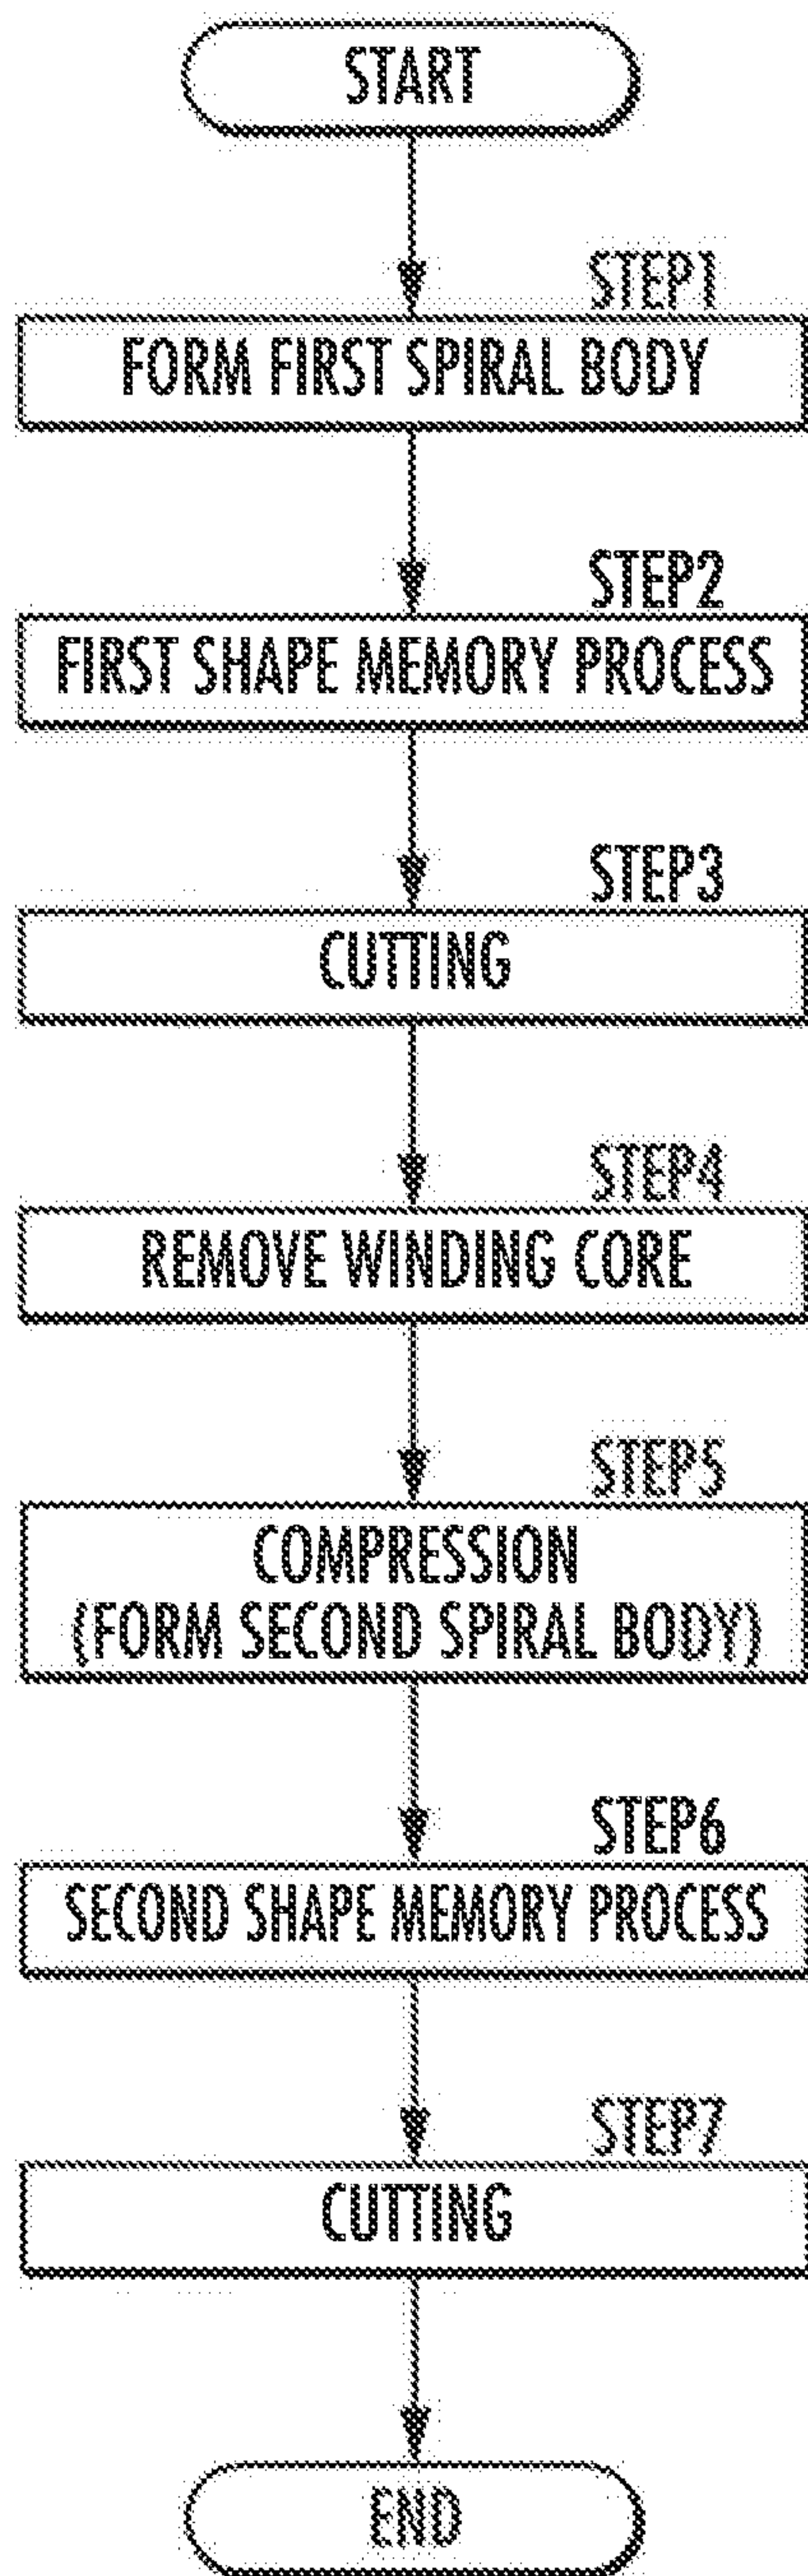 START
STEP1
FORM FIRST SPIRAL BODY
STEP2
FIRST SHAPE MEMORY PROCESS
STEP3
CUTTING
STEP4
REMOVE WINDING CORE
STEP5
COMPRESSION
(FORM SECOND SPIRAL BODY)
STEP6
SECOND SHAPE MEMORY PROCESS
STEP7
CUTTING
END